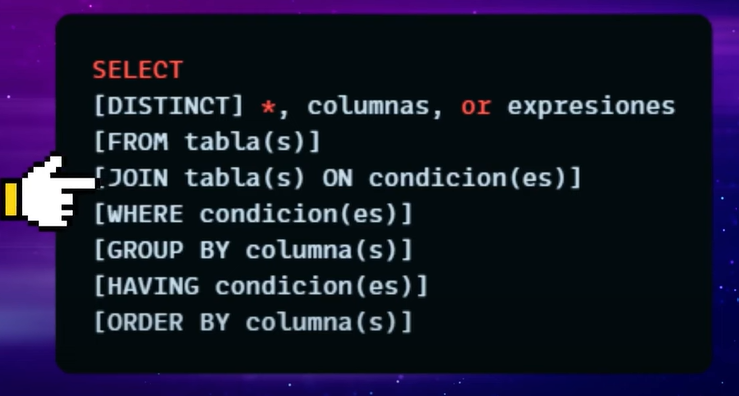 SELECT
[DISTINCT] *, columnas, or expresiones
[FROM tabla(s)]
[JOIN tabla(s) ON condicion(es)]
[WHERE condicion(es)]
[GROUP BY columna(s)]
[HAVING condicion(es)]
[ORDER BY columna(s)]